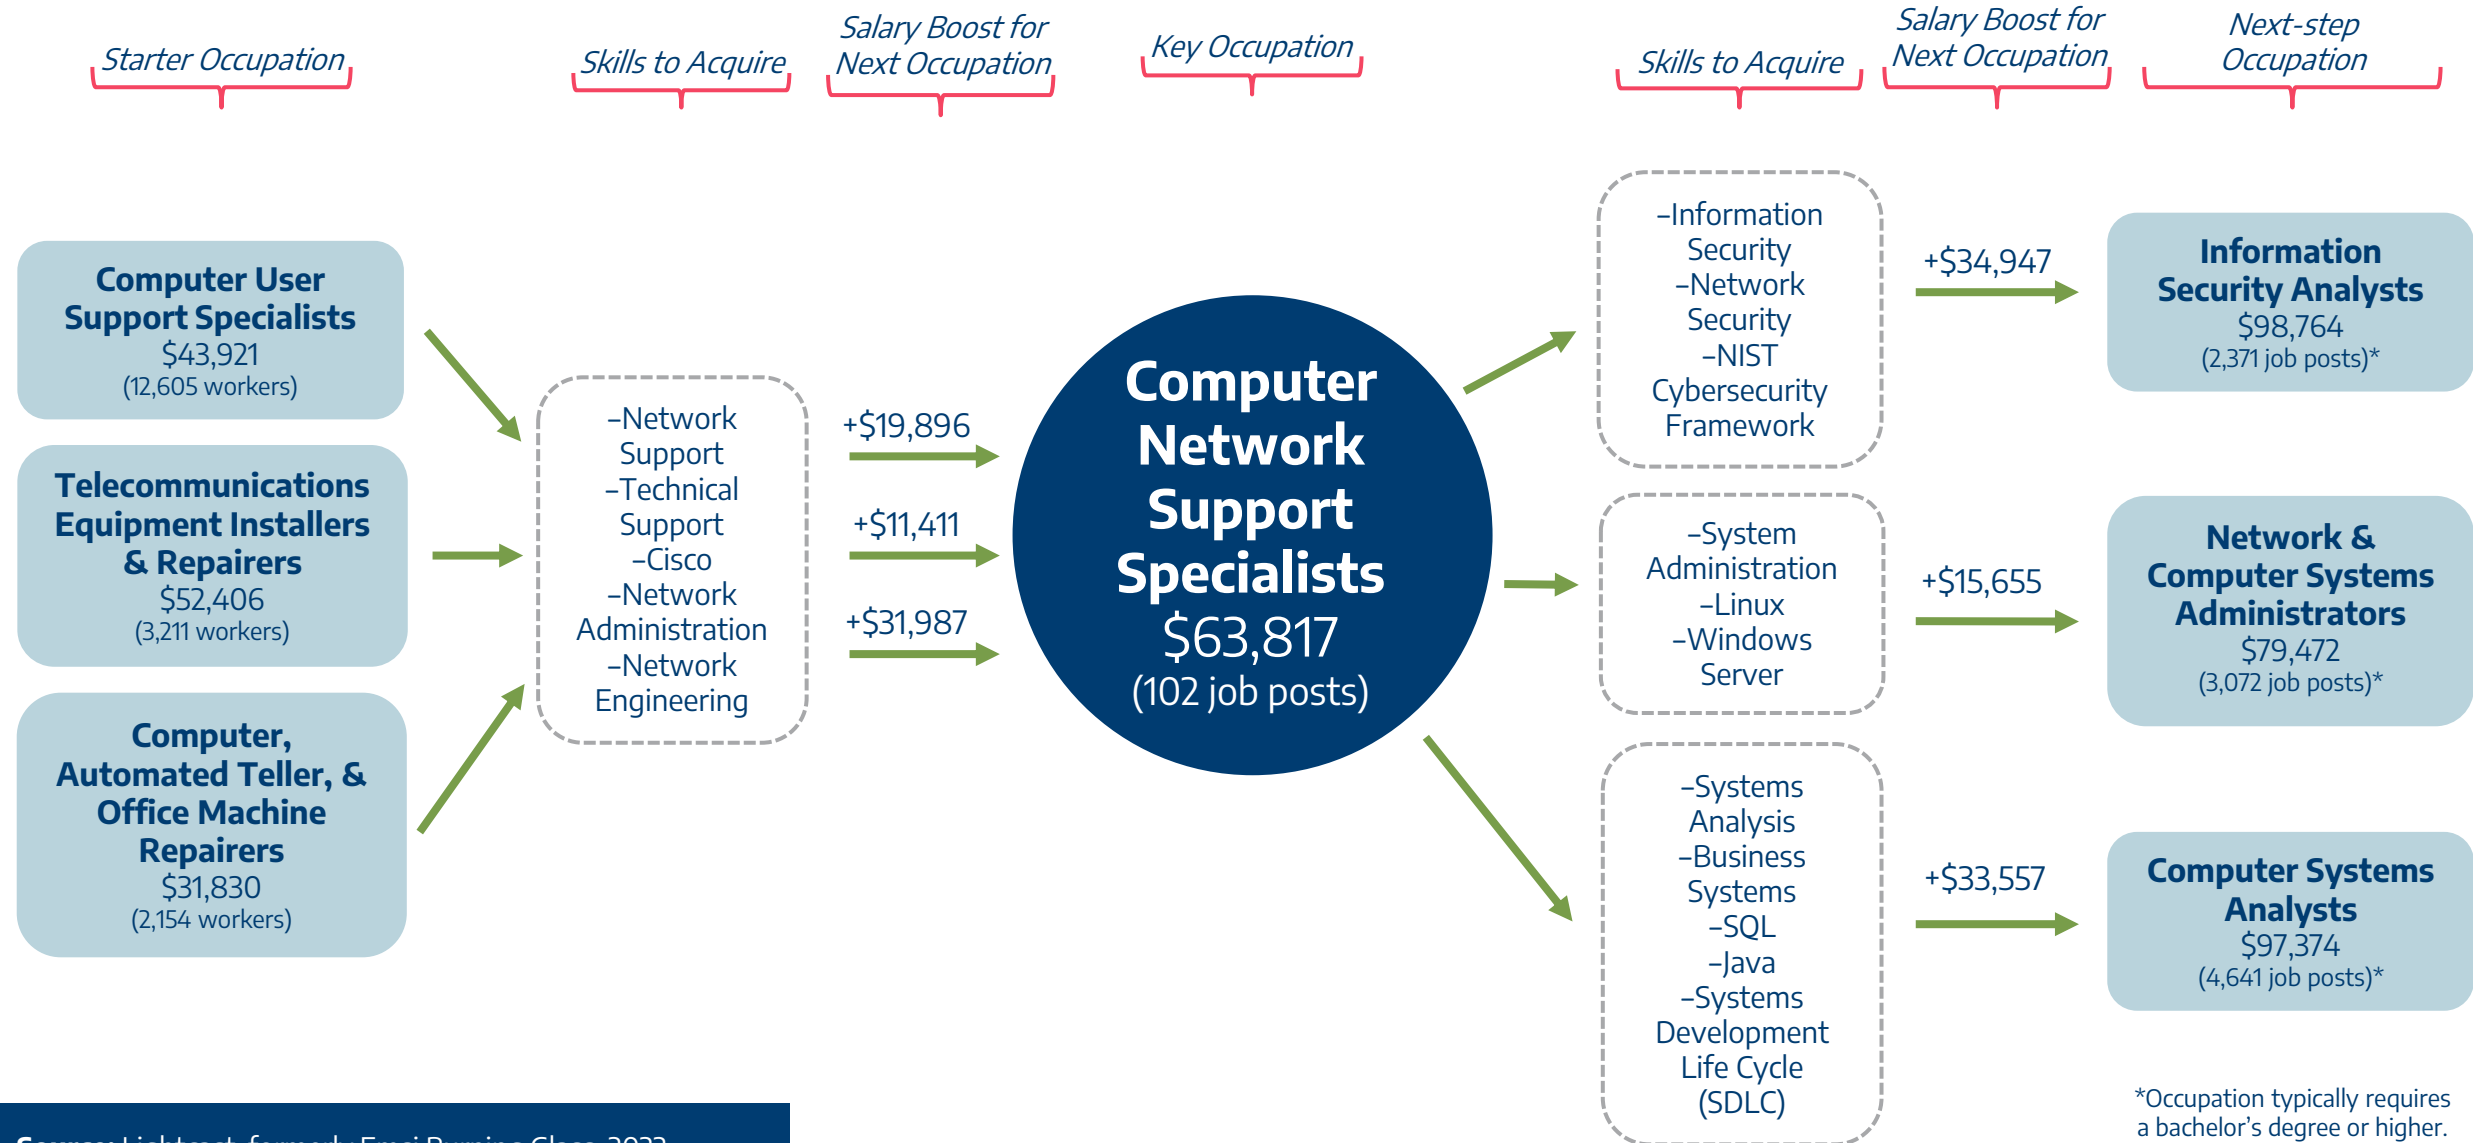 Starter Occupation
Skills to Acquire
Salary Boost for
Next Occupation
Key Occupation
Skills to Acquire
Salary Boost for
Next Occupation
Next-step
Occupation
Computer User
Support Specialists
$43,921
(12,605 workers)
Telecommunications
Equipment Installers
& Repairers
$52,406
(3,211 workers)
Computer,
Automated Teller, &
Office Machine
Repairers
$31,830
(2,154 workers)
–Network
Support
–Technical
Support
–Cisco
–Network
Administration
–Network
Engineering
+$19,896
+$11,411
+$31,987
Computer
Network
Support
Specialists
$63,817
(102 job posts)
–Information
Security
–Network
Security
–NIST
Cybersecurity
Framework
+$34,947
Information
Security Analysts
$98,764
(2,371 job posts)*
–System
Administration
–Linux
–Windows
Server
+$15,655
Network &
Computer Systems
Administrators
$79,472
(3,072 job posts)*
–Systems
Analysis
–Business
Systems
–SQL
–Java
–Systems
Development
Life Cycle
(SDLC)
+$33,557
Computer Systems
Analysts
$97,374
(4,641 job posts)*
*Occupation typically requires
a bachelor's degree or higher.
Source: Lightcast, formerly Emsi Burning Glass, 2022